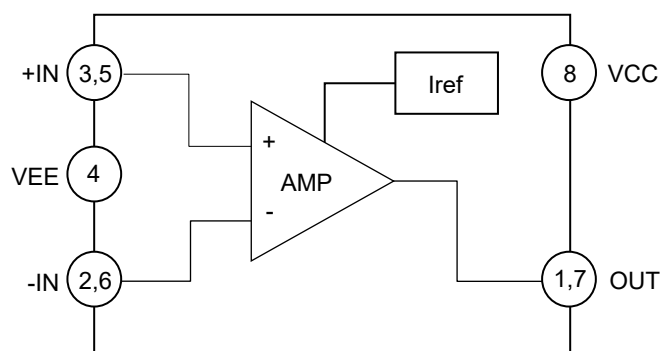 +IN 3,5
Iref
8 VCC
VEE 4
+
AMP
-
-IN 2,6
1,7 OUT